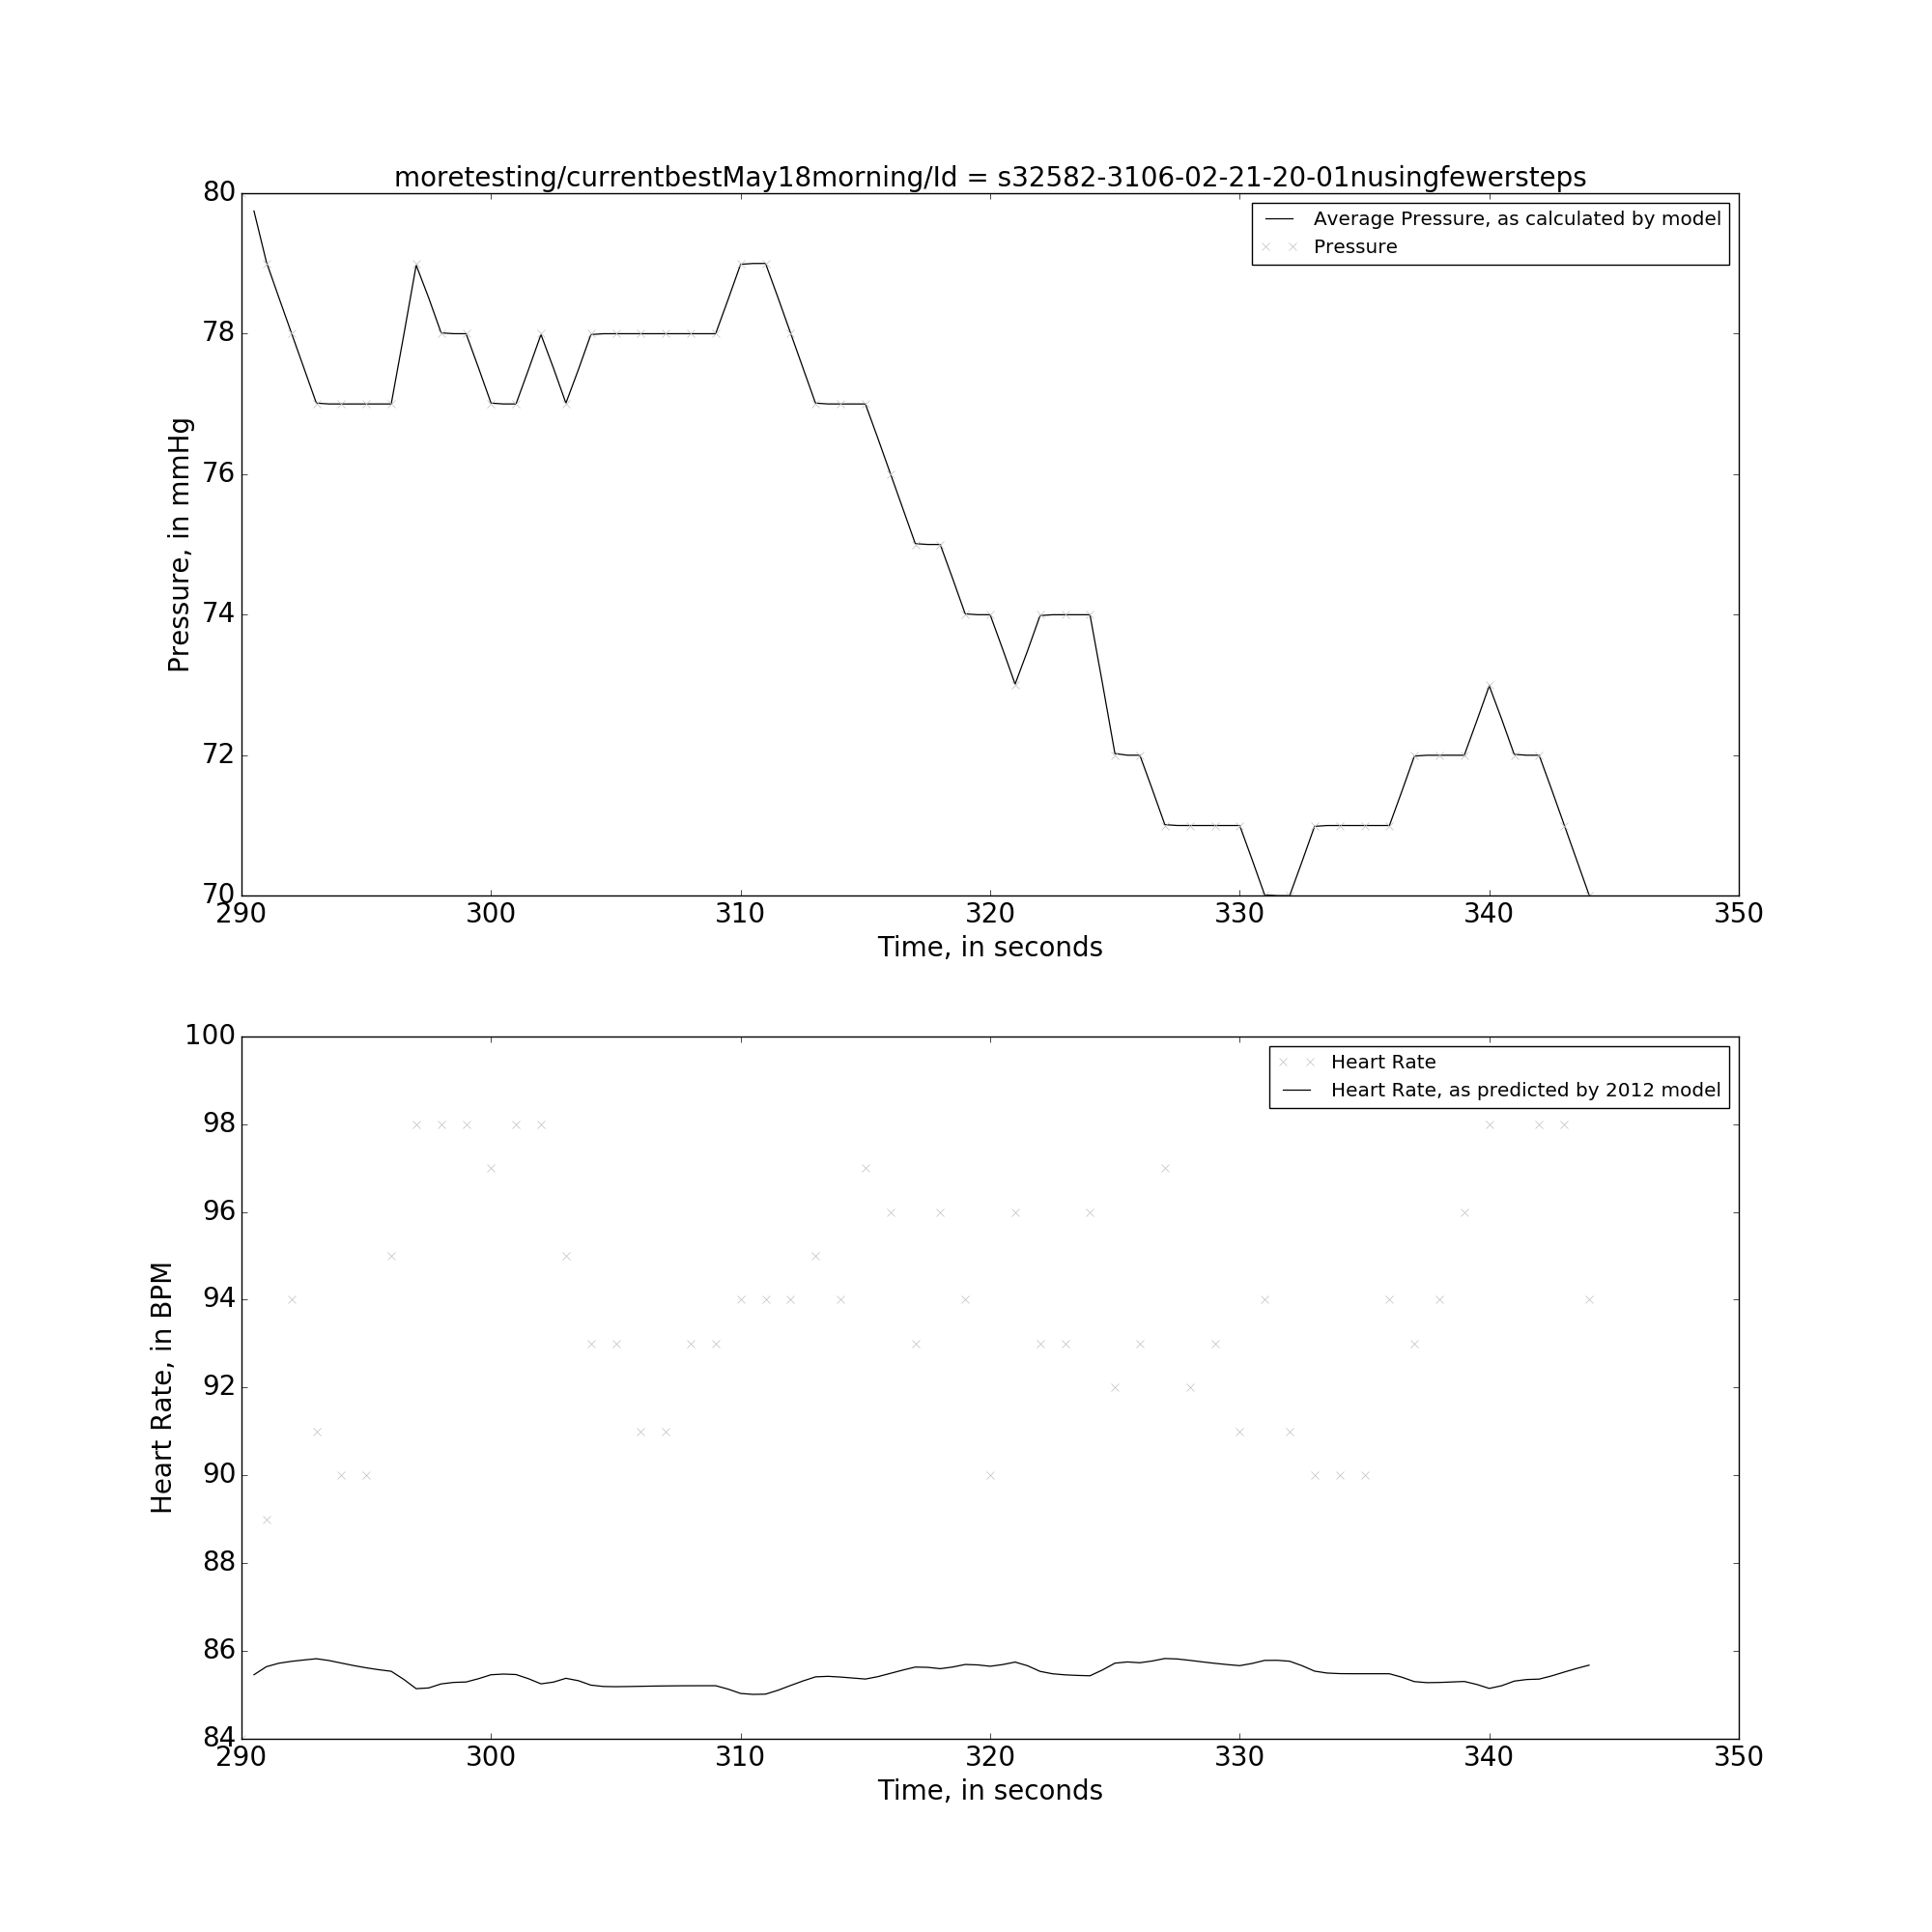 moretesting/currentbestMay18morning/Id = s32582-3106-02-21-20-01nusingfewersteps
80
78
76
74
72
70
Pressure, in mmHg
Average Pressure, as calculated by model
Pressure
290 300 310 320 330 340 350
Time, in seconds
100
98
96
94
92
90
88
86
84
Heart Rate, in BPM
Heart Rate
Heart Rate, as predicted by 2012 model
290 300 310 320 330 340 350
Time, in seconds